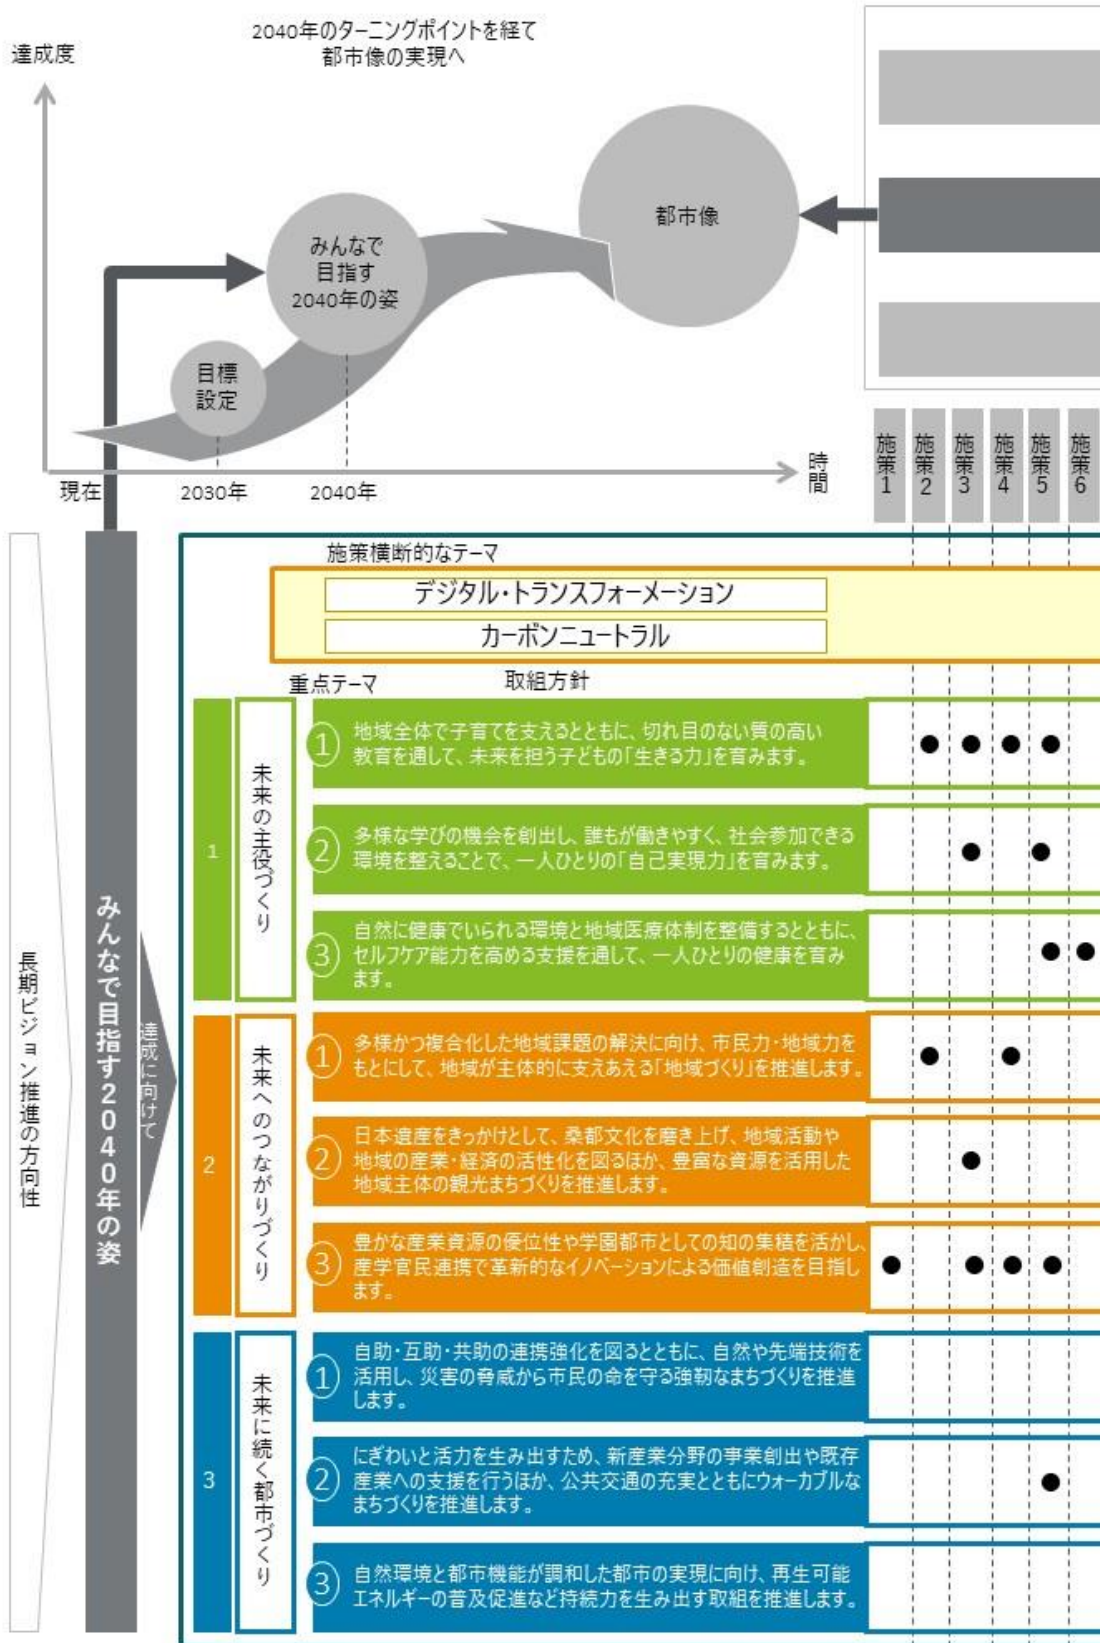 2040年のターニングポイントを経て
都市像の実現へ
達成度
都市像
みんなで
目指す
2040年の姿
目標
設定
時間
現在
2030年
2040年
施策1
施策2
施策3
施策4
施策5
施策6
長期ビジョン推進の方向性
みんなで目指す2040年の姿
達成に向けて
施策横断的なテーマ
デジタル・トランスフォーメーション
カーボンニュートラル
重点テーマ
取組方針
1
未来の主役づくり
①
地域全体で子育てを支えるとともに、切れ目のない質の高い
教育を通して、未来を担う子どもの「生きる力」を育みます。
②
多様な学びの機会を創出し、誰もが働きやすく、社会参加できる
環境を整えることで、一人ひとりの「自己実現力」を育みます。
③
自然に健康でいられる環境と地域医療体制を整備するとともに、
セルフケア能力を高める支援を通して、一人ひとりの健康を育み
ます。
2
未来へのつながりづくり
①
多様かつ複合化した地域課題の解決に向け、市民力・地域力を
もとにして、地域が主体的に支えあえる「地域づくり」を推進します。
②
日本遺産をきっかけとして、桑都文化を磨き上げ、地域活動や
地域の産業・経済の活性化を図るほか、豊富な資源を活用した
地域主体の観光まちづくりを推進します。
③
豊かな産業資源の優位性や学園都市としての知の集積を活かし、
産学官民連携で革新的なイノベーションによる価値創造を目指し
ます。
3
未来に続く都市づくり
①
自助・互助・共助の連携強化を図るとともに、自然や先端技術を
活用し、災害の脅威から市民の命を守る強靭なまちづくりを推進
します。
②
にぎわいと活力を生み出すため、新産業分野の事業創出や既存
産業への支援を行うほか、公共交通の充実とともにウォーカブルな
まちづくりを推進します。
③
自然環境と都市機能が調和した都市の実現に向け、再生可能
エネルギーの普及促進など持続力を生み出す取組を推進します。